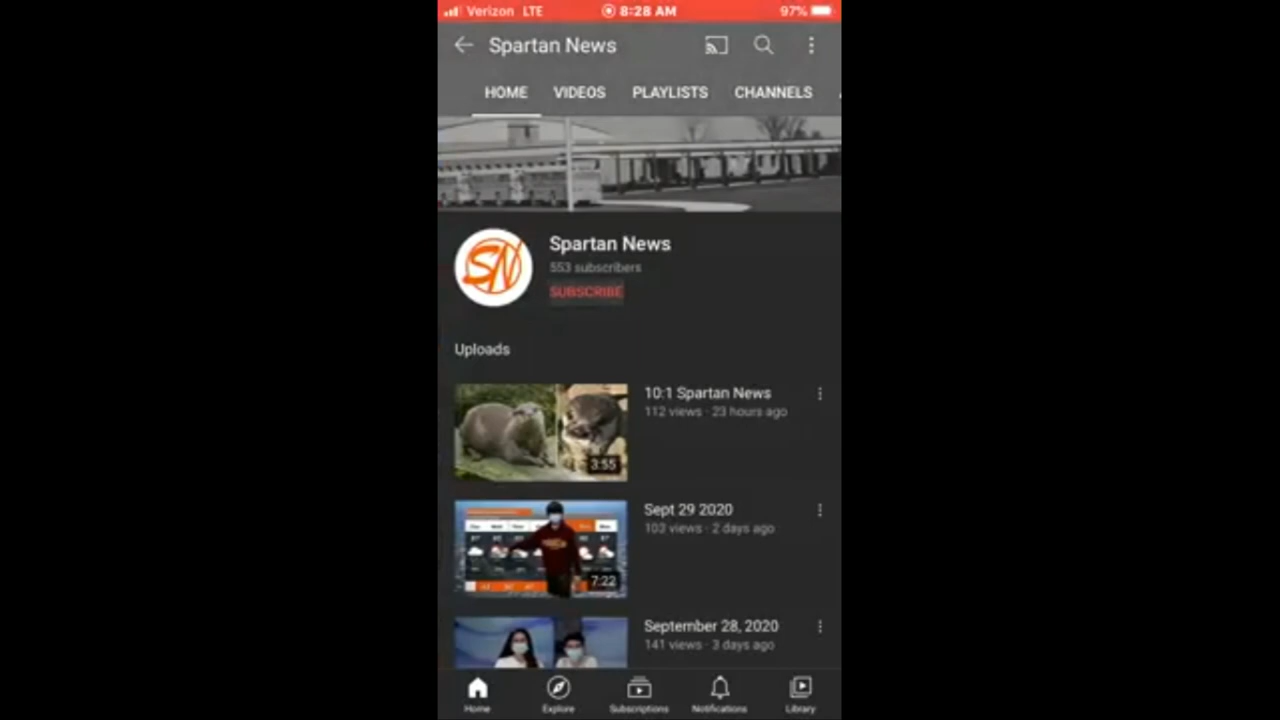 Verizon LTE 8:28 AM 97%
Spartan News
HOME VIDEOS PLAYLISTS CHANNELS
SN
Spartan News
553 subscribers
SUBSCRIBE
Uploads
10:1 Spartan News
112 views · 23 hours ago
3:55
Sept 29 2020
103 views · 2 days ago
7:22
September 28, 2020
141 views · 3 days ago
Home Explore Subscriptions Notifications Library